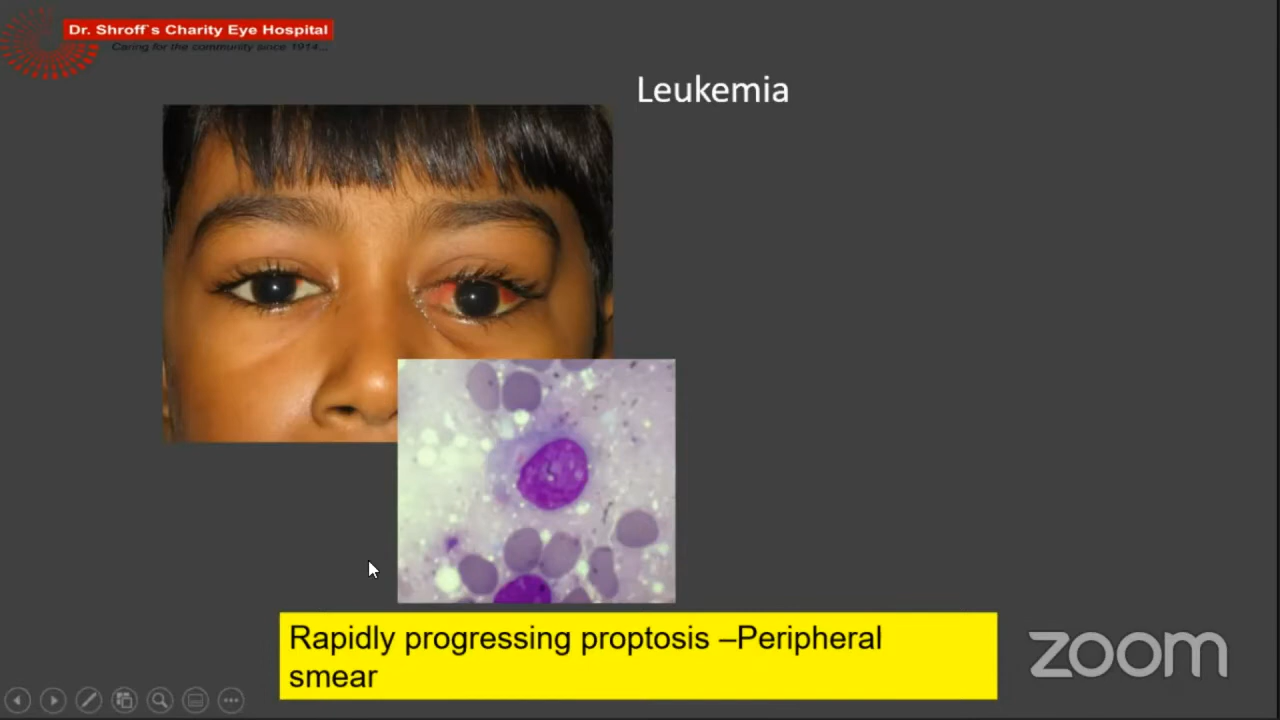 Dr. Shroff`s Charity Eye Hospital
Caring for the community since 1914...
Leukemia
Rapidly progressing proptosis –Peripheral
smear
zoom